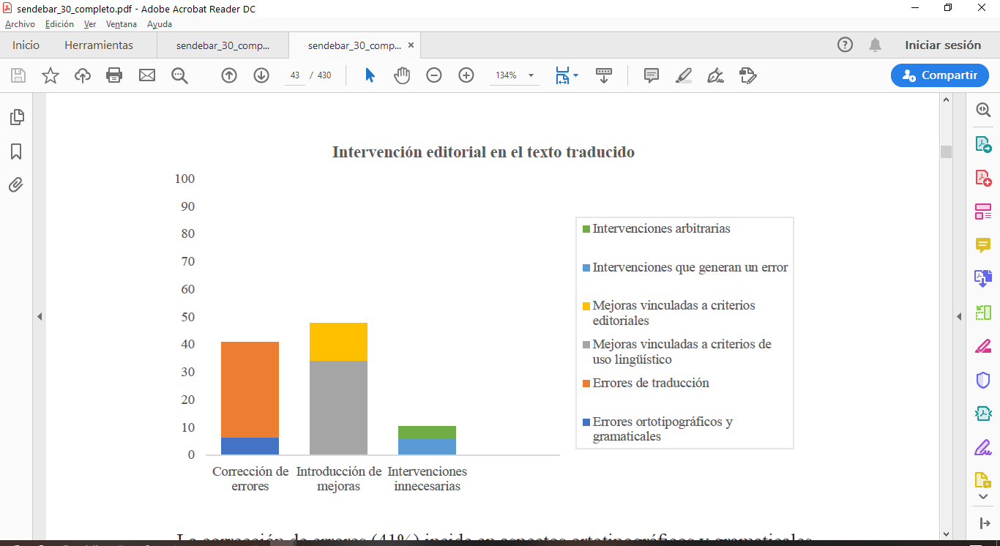 sendebar_30_completo.pdf - Adobe Acrobat Reader DC
Archivo Edición Ver Ventana Ayuda
Inicio Herramientas sendebar_30_comp... sendebar_30_comp... × Iniciar sesión
43 / 430 134% Compartir
Intervención editorial en el texto traducido
100
90
80
70
60
50
40
30
20
10
0
Corrección de errores
Introducción de mejoras
Intervenciones innecesarias
Intervenciones arbitrarias
Intervenciones que generan un error
Mejoras vinculadas a criterios
editoriales
Mejoras vinculadas a criterios de
uso lingüístico
Errores de traducción
Errores ortotipográficos y
gramaticales
La corrección de errores (41%) incide en aspectos ortotipográficos y gramaticales